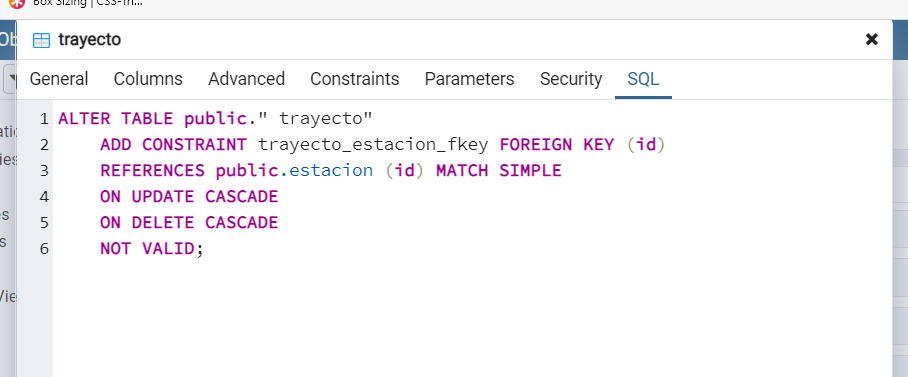 Box Sizing | CSS-Tri...
Ob
trayecto
General Columns Advanced Constraints Parameters Security SQL
1 ALTER TABLE public." trayecto"
2 ADD CONSTRAINT trayecto_estacion_fkey FOREIGN KEY (id)
3 REFERENCES public.estacion (id) MATCH SIMPLE
4 ON UPDATE CASCADE
5 ON DELETE CASCADE
6 NOT VALID;